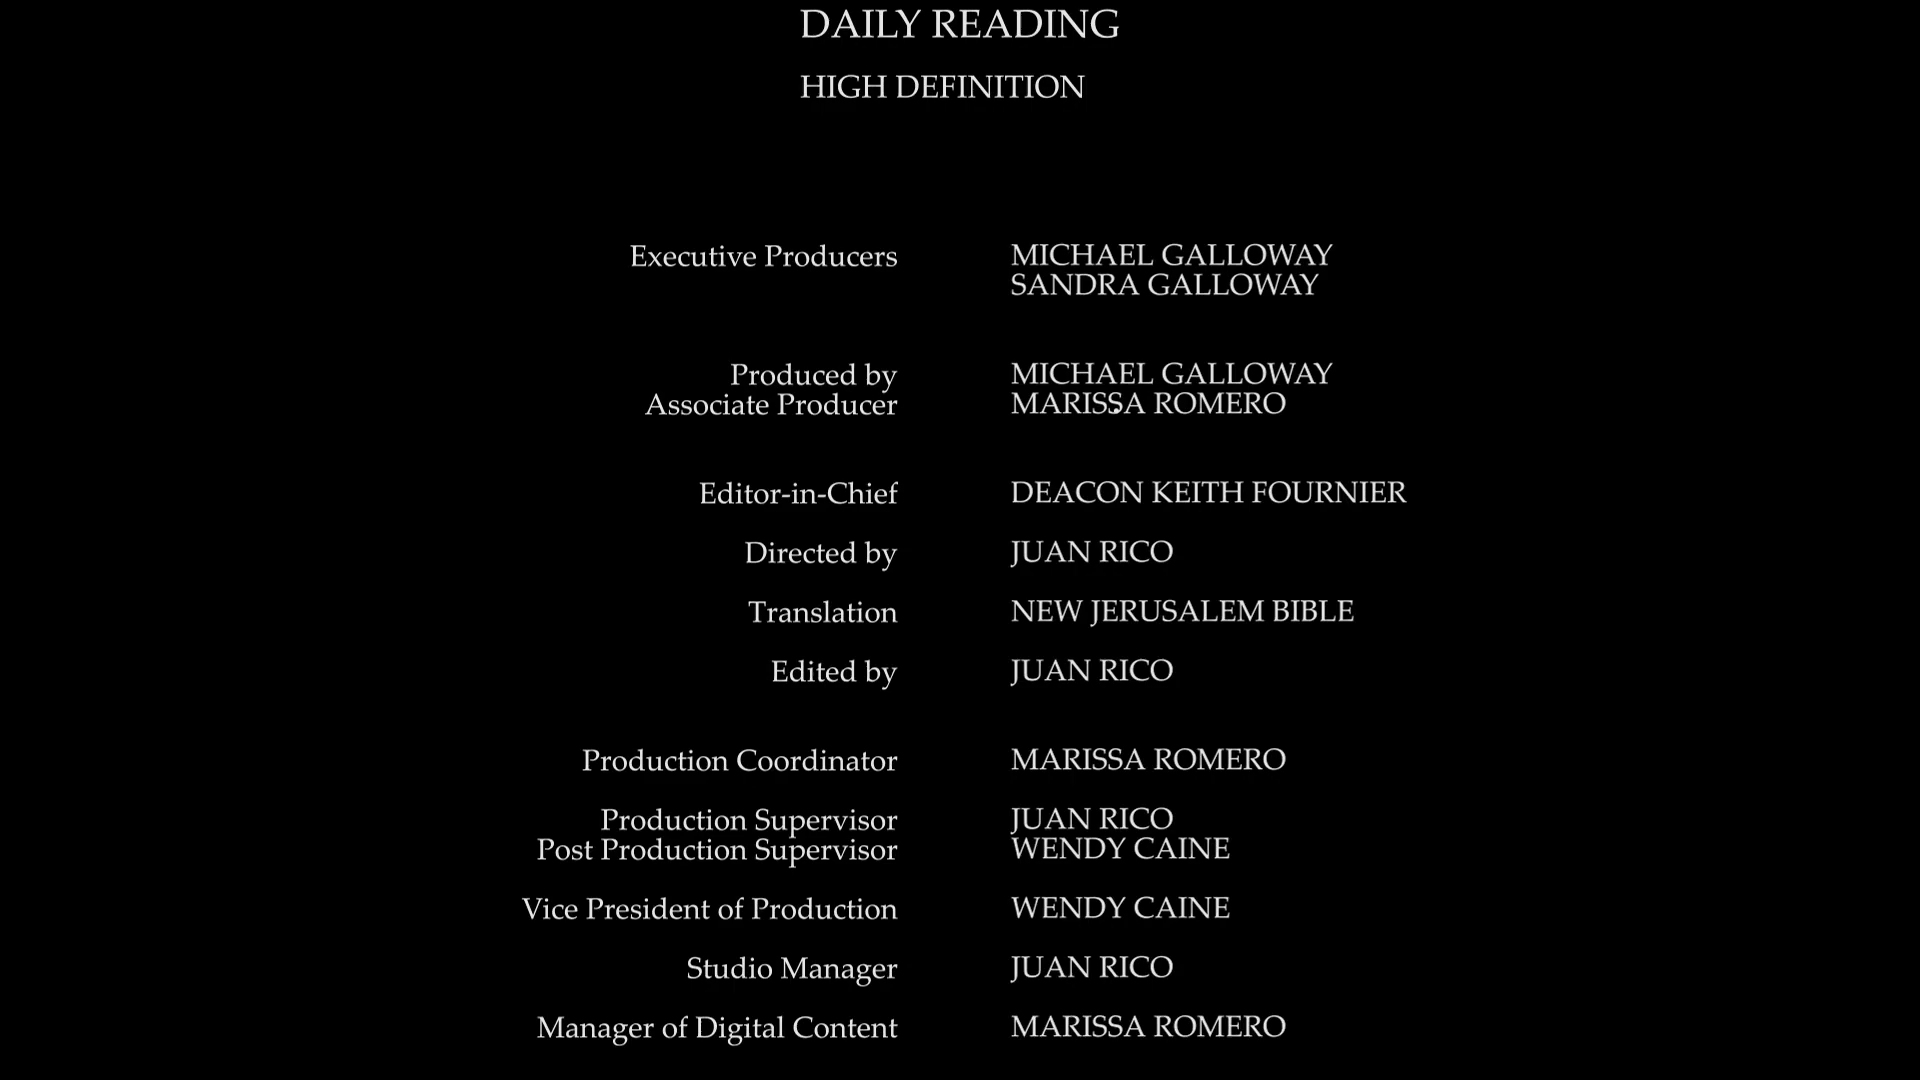 DAILY READING
HIGH DEFINITION
Executive Producers MICHAEL GALLOWAY
SANDRA GALLOWAY
Produced by MICHAEL GALLOWAY
Associate Producer MARISSA ROMERO
Editor-in-Chief DEACON KEITH FOURNIER
Directed by JUAN RICO
Translation NEW JERUSALEM BIBLE
Edited by JUAN RICO
Production Coordinator MARISSA ROMERO
Production Supervisor JUAN RICO
Post Production Supervisor WENDY CAINE
Vice President of Production WENDY CAINE
Studio Manager JUAN RICO
Manager of Digital Content MARISSA ROMERO